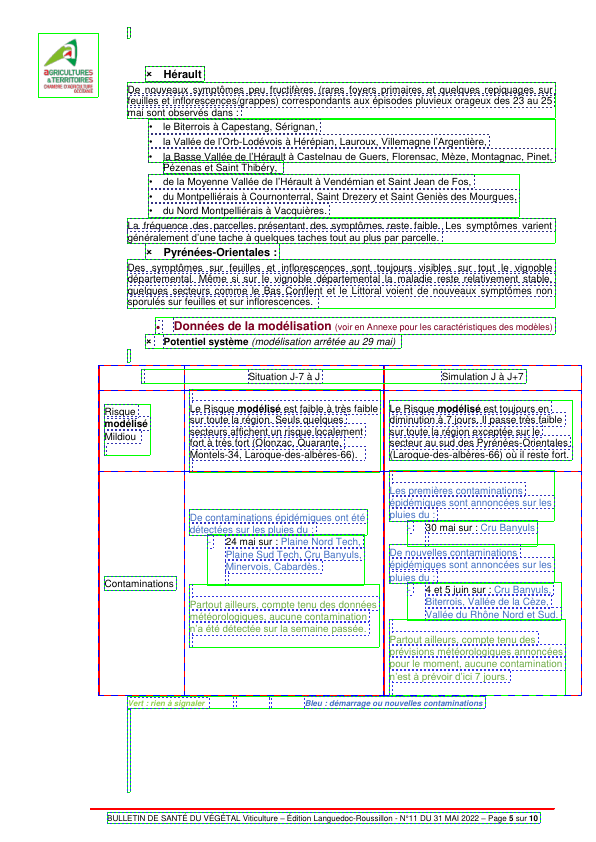 AGRICULTURES
& TERRITOIRES
CHAMBRE D'AGRICULTURE
OCCITANIE
× Hérault
De nouveaux symptômes peu fructifères (rares foyers primaires et quelques repiquages sur
feuilles et inflorescences/grappes) correspondants aux épisodes pluvieux orageux des 23 au 25
mai sont observés dans :
• le Biterrois à Capestang, Sérignan,
• la Vallée de l'Orb-Lodévois à Hérépian, Lauroux, Villemagne l'Argentière,
• la Basse Vallée de l'Hérault à Castelnau de Guers, Florensac, Mèze, Montagnac, Pinet,
Pézenas et Saint Thibéry,
• de la Moyenne Vallée de l'Hérault à Vendémian et Saint Jean de Fos,
• du Montpelliérais à Cournonterral, Saint Drezery et Saint Geniès des Mourgues,
• du Nord Montpelliérais à Vacquières.
La fréquence des parcelles présentant des symptômes reste faible. Les symptômes varient
généralement d'une tache à quelques taches tout au plus par parcelle.
× Pyrénées-Orientales :
Des symptômes sur feuilles et inflorescences sont toujours visibles sur tout le vignoble
départemental. Même si sur le vignoble départemental la maladie reste relativement stable,
quelques secteurs comme le Bas Conflent et le Littoral voient de nouveaux symptômes non
sporulés sur feuilles et sur inflorescences.
• Données de la modélisation (voir en Annexe pour les caractéristiques des modèles)
× Potentiel système (modélisation arrêtée au 29 mai)
Situation J-7 à J
Simulation J à J+7
Risque
modélisé
Mildiou
Le Risque modélisé est faible à très faible
sur toute la région. Seuls quelques
secteurs affichent un risque localement
fort à très fort (Olonzac, Quarante,
Montels-34, Laroque-des-albères-66).
Le Risque modélisé est toujours en
diminution à 7 jours. Il passe très faible
sur toute la région exceptée sur le
secteur au sud des Pyrénées-Orientales
(Laroque-des-albères-66) où il reste fort.
Contaminations
De contaminations épidémiques ont été
détectées sur les pluies du :
24 mai sur : Plaine Nord Tech,
Plaine Sud Tech, Cru Banyuls,
Minervois, Cabardès.
Partout ailleurs, compte tenu des données
météorologiques, aucune contamination
n'a été détectée sur la semaine passée.
Les premières contaminations
épidémiques sont annoncées sur les
pluies du :
30 mai sur : Cru Banyuls
De nouvelles contaminations
épidémiques sont annoncées sur les
pluies du :
4 et 5 juin sur : Cru Banyuls,
Biterrois, Vallée de la Cèze,
Vallée du Rhône Nord et Sud.
Partout ailleurs, compte tenu des
prévisions météorologiques annoncées
pour le moment, aucune contamination
n'est à prévoir d'ici 7 jours.
Vert : rien à signaler
Bleu : démarrage ou nouvelles contaminations
BULLETIN DE SANTÉ DU VÉGÉTAL Viticulture – Édition Languedoc-Roussillon - N°11 DU 31 MAI 2022 – Page 5 sur 10